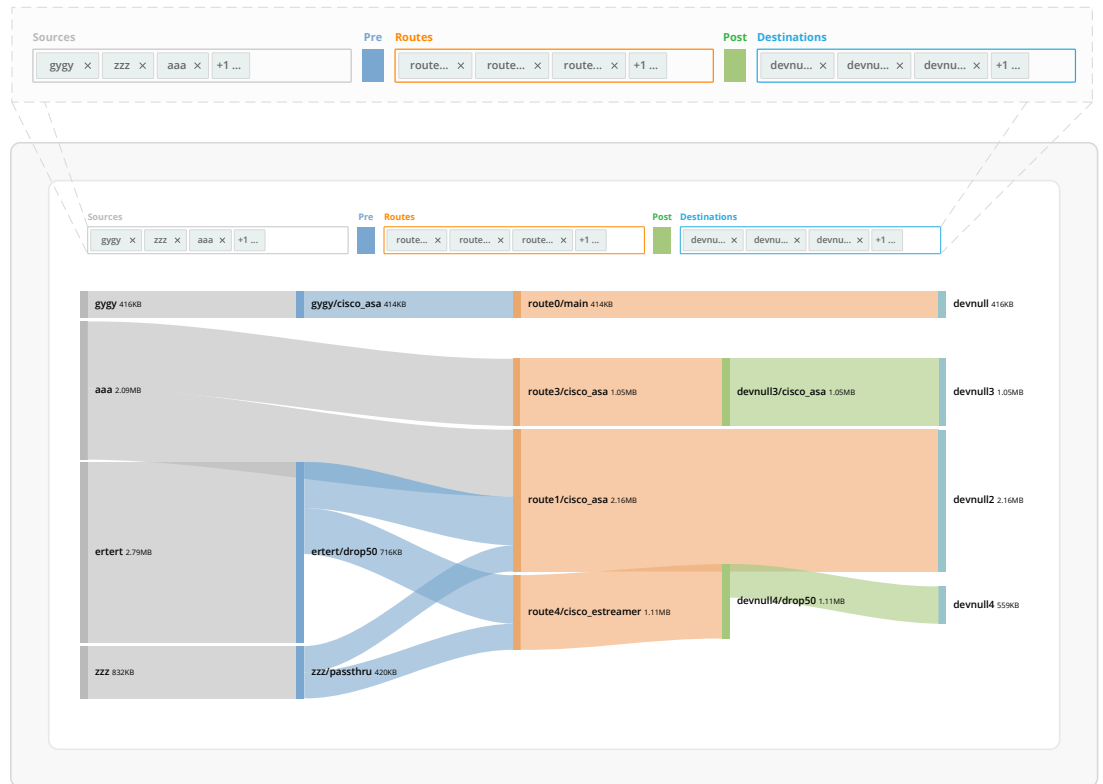 Sources Pre Routes Post Destinations
gygy × zzz × aaa × +1 ... route... × route... × route... × +1 ... devnu... × devnu... × devnu... × +1 ...
Sources Pre Routes Post Destinations
gygy × zzz × aaa × +1 ... route... × route... × route... × +1 ... devnu... × devnu... × devnu... × +1 ...
gygy 416KB gygy/cisco_asa 414KB route0/main 414KB devnull 416KB
aaa 2.09MB route3/cisco_asa 1.05MB devnull3/cisco_asa 1.05MB devnull3 1.05MB
route1/cisco_asa 2.16MB devnull2 2.16MB
ertert 2.79MB ertert/drop50 716KB
route4/cisco_estreamer 1.11MB devnull4/drop50 1.11MB devnull4 559KB
zzz 832KB zzz/passthru 420KB